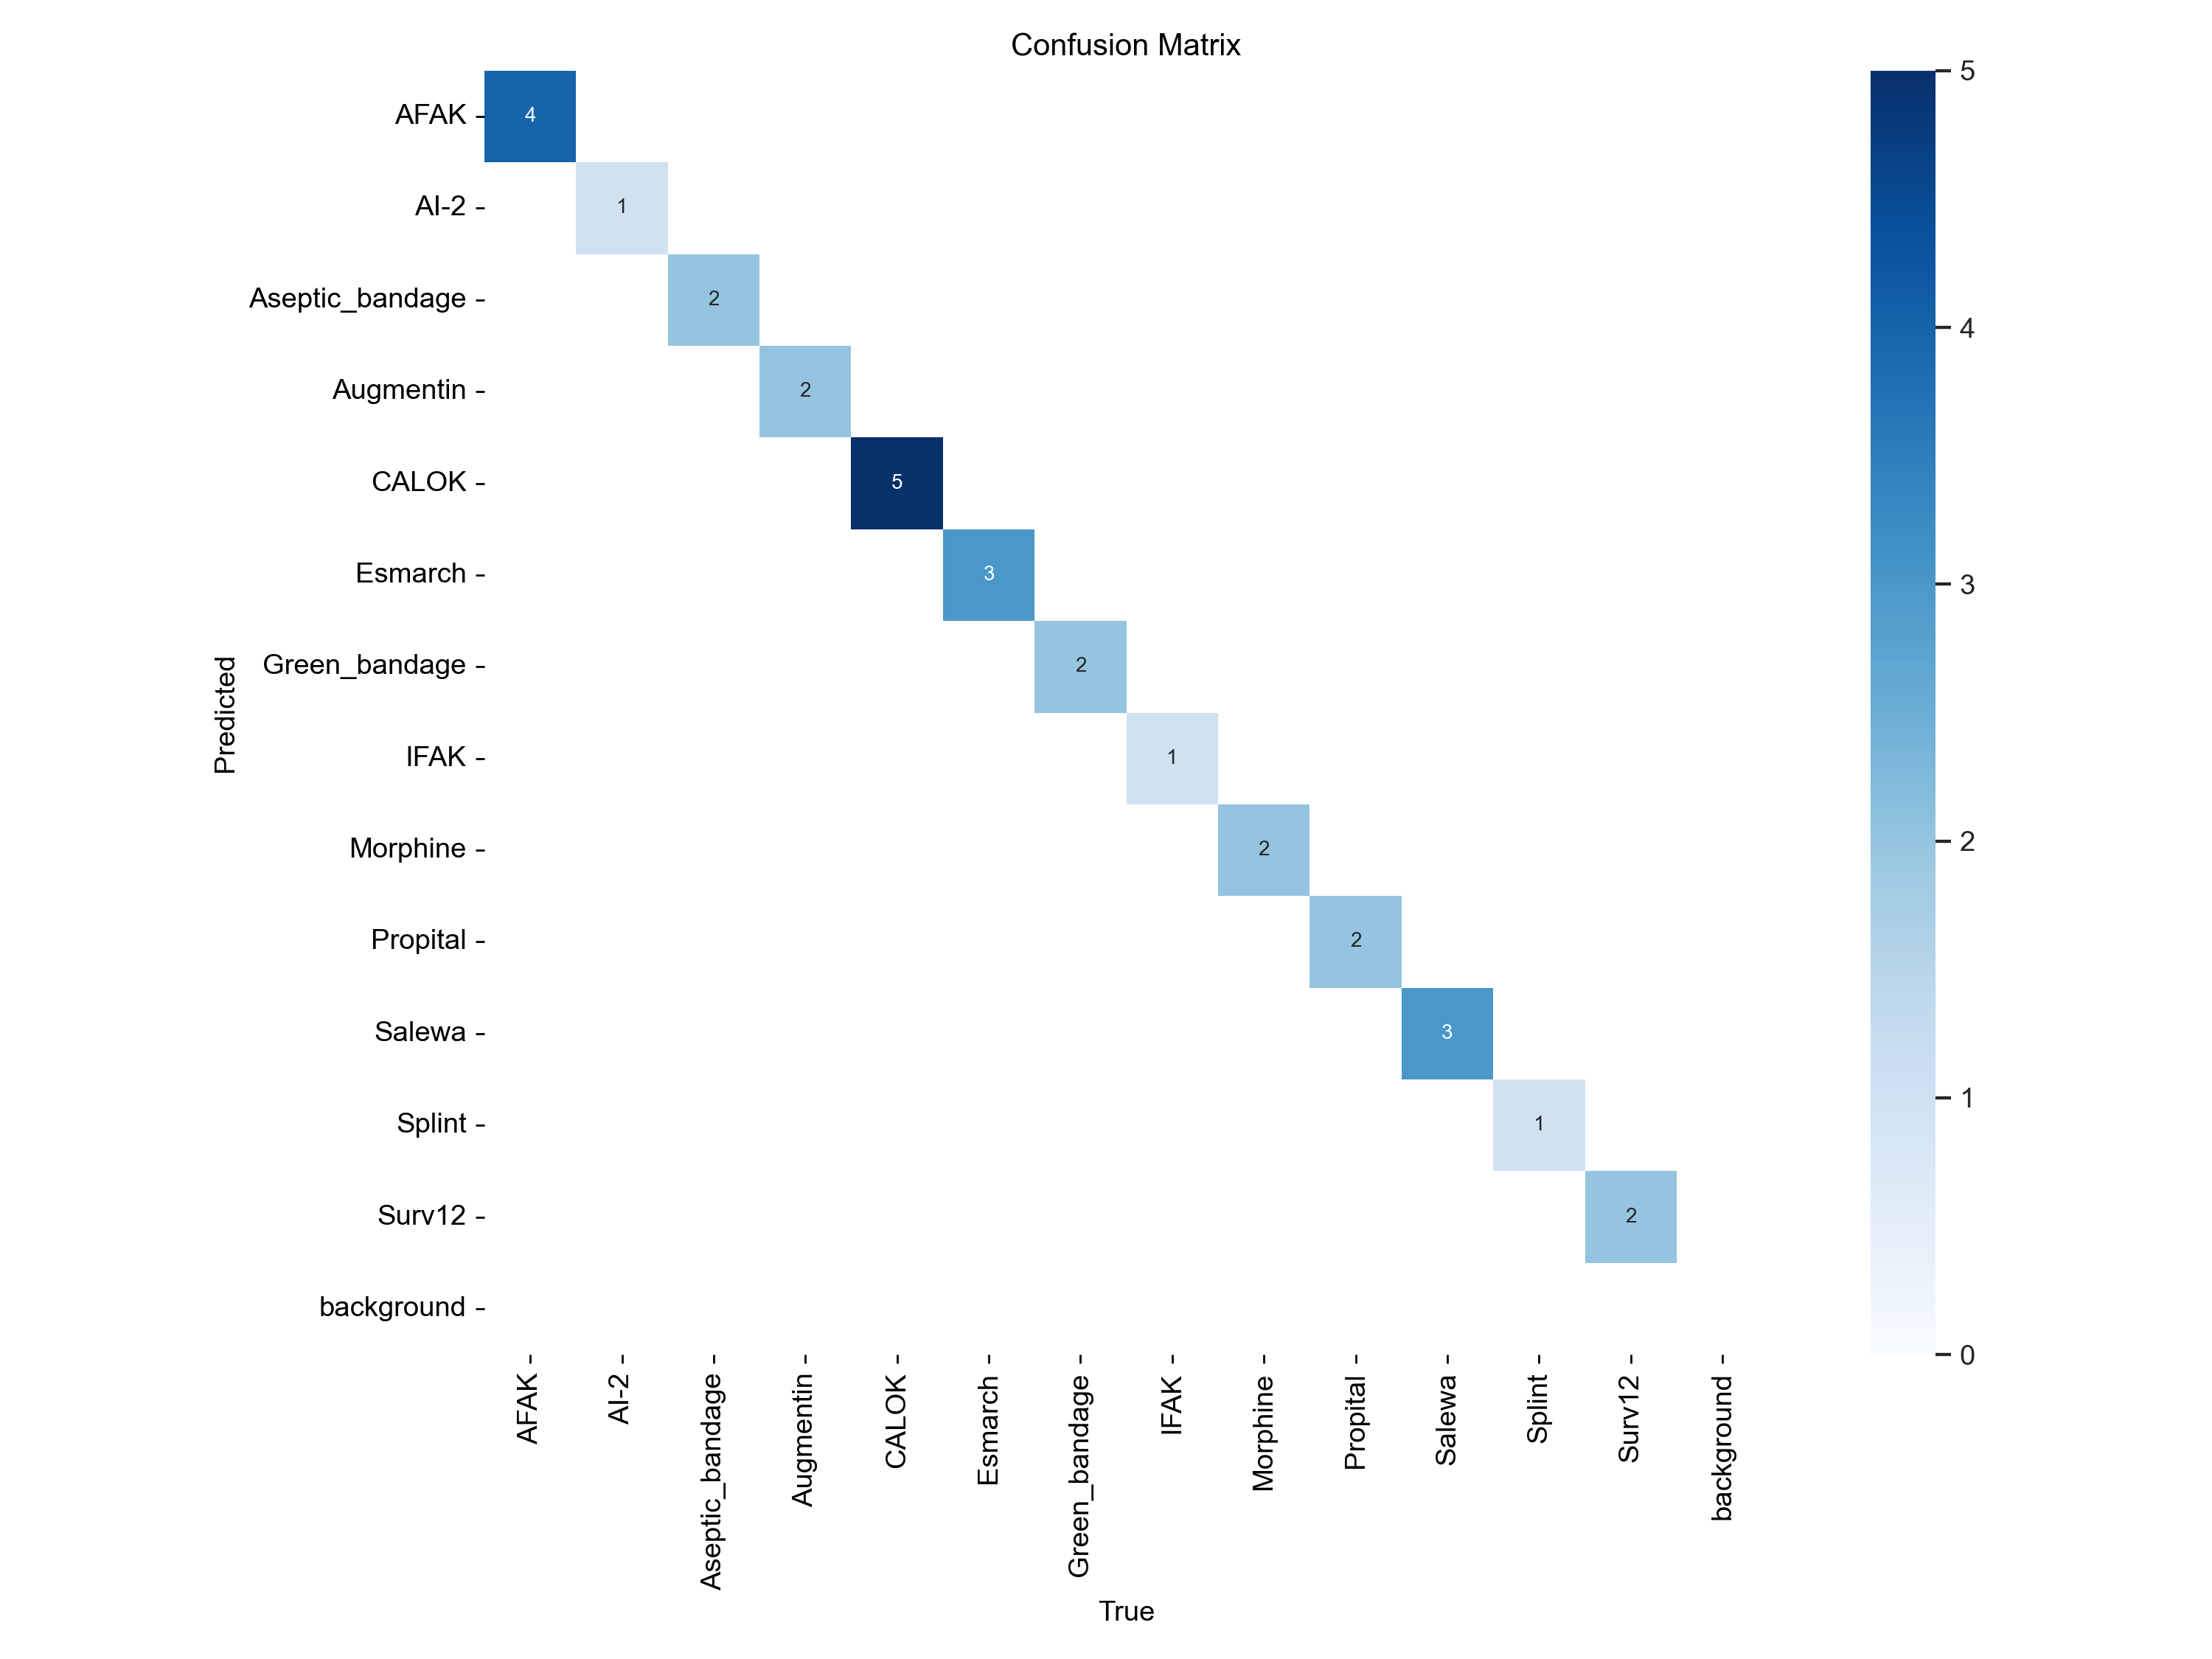 Confusion Matrix
AFAK
4
AI-2
1
Aseptic_bandage
2
Augmentin
2
CALOK
5
Esmarch
3
Green_bandage
2
IFAK
1
Morphine
2
Propital
2
Salewa
3
Splint
1
Surv12
2
background
Predicted
AFAK
AI-2
Aseptic_bandage
Augmentin
CALOK
Esmarch
Green_bandage
IFAK
Morphine
Propital
Salewa
Splint
Surv12
background
True
5
4
3
2
1
0